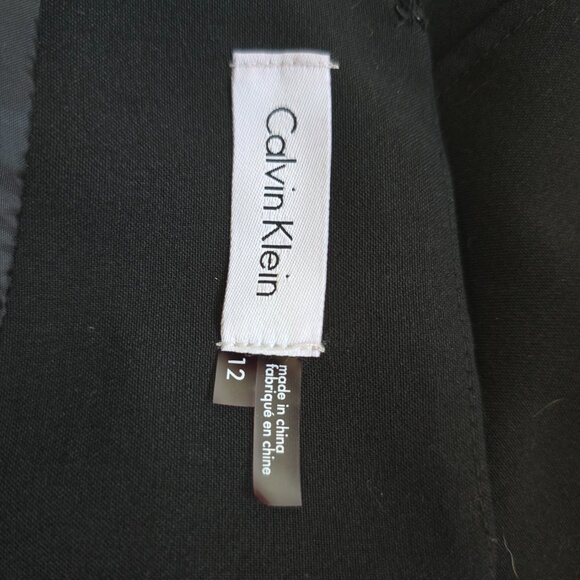 Calvin Klein
12
made in china
fabriqué en chine